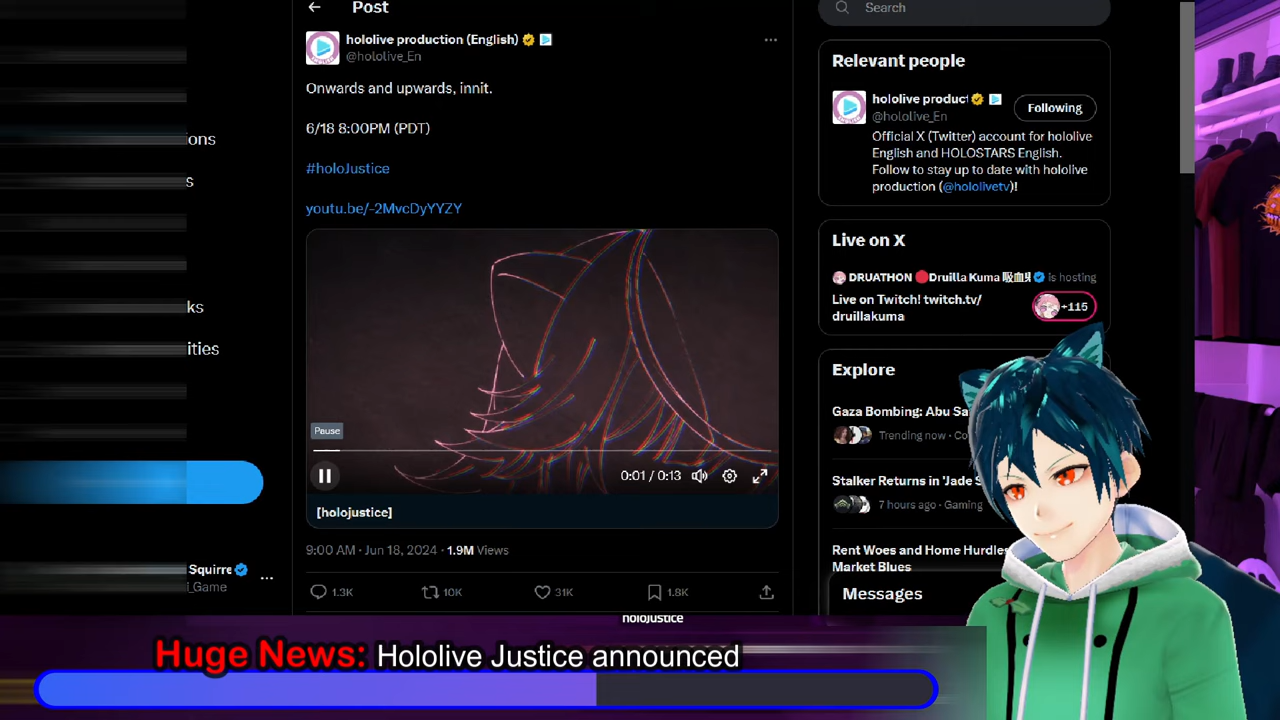 Post
Search
hololive production (English)
@hololive_En
Onwards and upwards, innit.
6/18 8:00PM (PDT)
#holoJustice
youtu.be/-2MvcDyYYZY
Pause
0:01 / 0:13
[holojustice]
9:00 AM · Jun 18, 2024 · 1.9M Views
1.3K
10K
31K
1.8K
ons
s
ks
ities
Squirre
i_Game
Relevant people
hololive product
@hololive_En
Following
Official X (Twitter) account for hololive
English and HOLOSTARS English.
Follow to stay up to date with hololive
production (@hololivetv)!
Live on X
DRUATHON 🔴Druilla Kuma 吸血 is hosting
Live on Twitch! twitch.tv/
druillakuma
+115
Explore
Gaza Bombing: Abu Sa
Trending now · Co
Stalker Returns in 'Jade S
7 hours ago · Gaming
Rent Woes and Home Hurdles
Market Blues
Messages
holojustice
Huge News: Hololive Justice announced